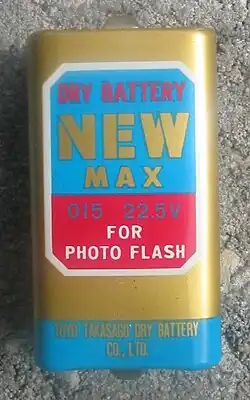 DRY BATTERY
NEW
MAX
015 22.5V
FOR
PHOTO FLASH
TOYO TAKASAGO DRY BATTERY
CO., LTD.